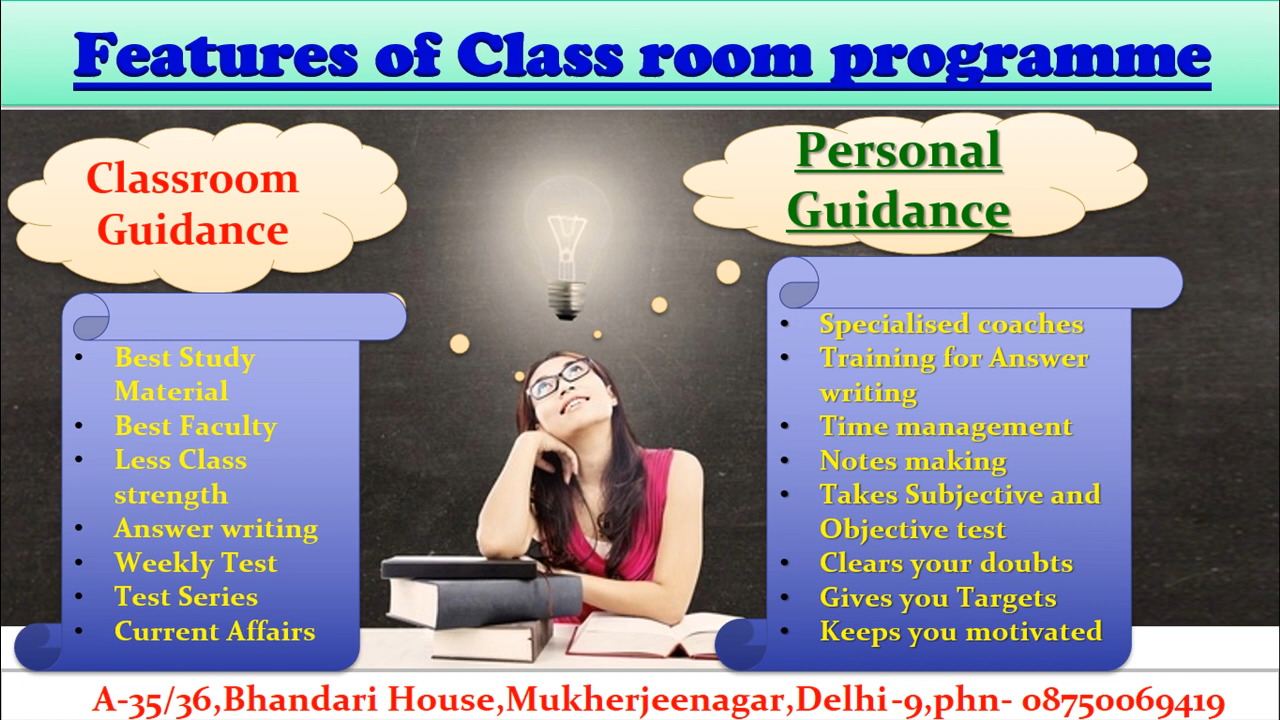 Features of Class room programme
Classroom
Guidance
• Best Study
Material
• Best Faculty
• Less Class
strength
• Answer writing
• Weekly Test
• Test Series
• Current Affairs
Personal
Guidance
• Specialised coaches
• Training for Answer
writing
• Time management
• Notes making
• Takes Subjective and
Objective test
• Clears your doubts
• Gives you Targets
• Keeps you motivated
A-35/36,Bhandari House,Mukherjeenagar,Delhi-9,phn- 08750069419